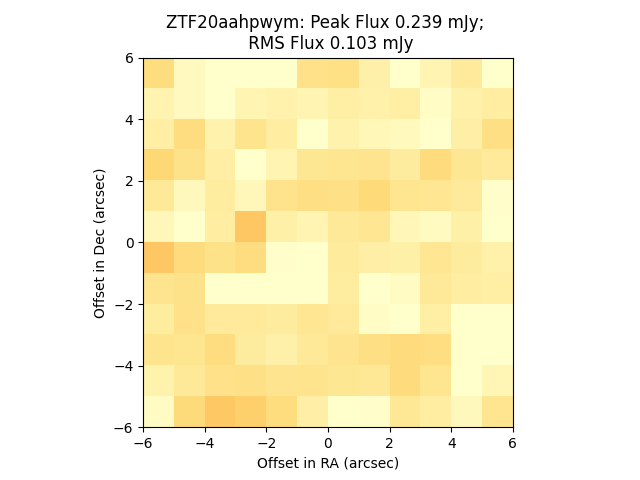 ZTF20aahpwym: Peak Flux 0.239 mJy;
RMS Flux 0.103 mJy
6
4
2
0
−2
−4
−6
Offset in Dec (arcsec)
−6 −4 −2 0 2 4 6
Offset in RA (arcsec)